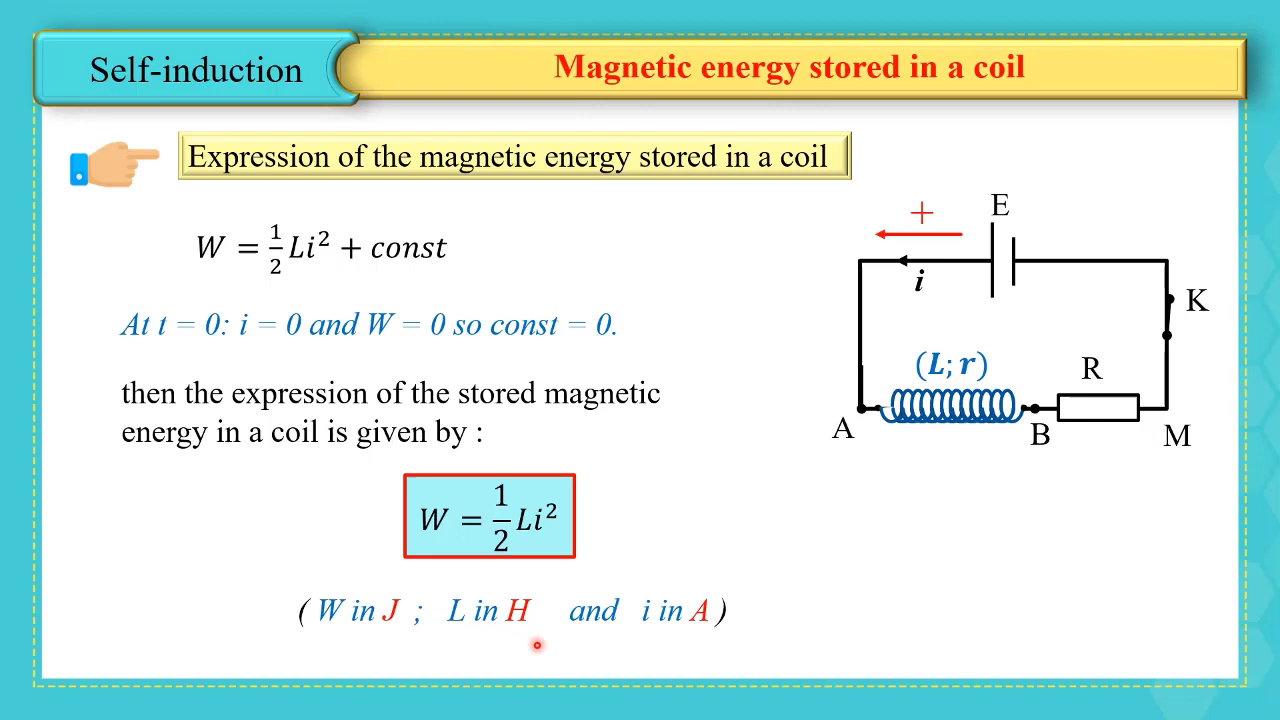 Self-induction
Magnetic energy stored in a coil
Expression of the magnetic energy stored in a coil
W = 1/2 Li² + const
At t = 0: i = 0 and W = 0 so const = 0.
then the expression of the stored magnetic
energy in a coil is given by :
W = 1/2 Li²
( W in J ; L in H and i in A )
+
E
i
K
(L; r)
R
A
B
M